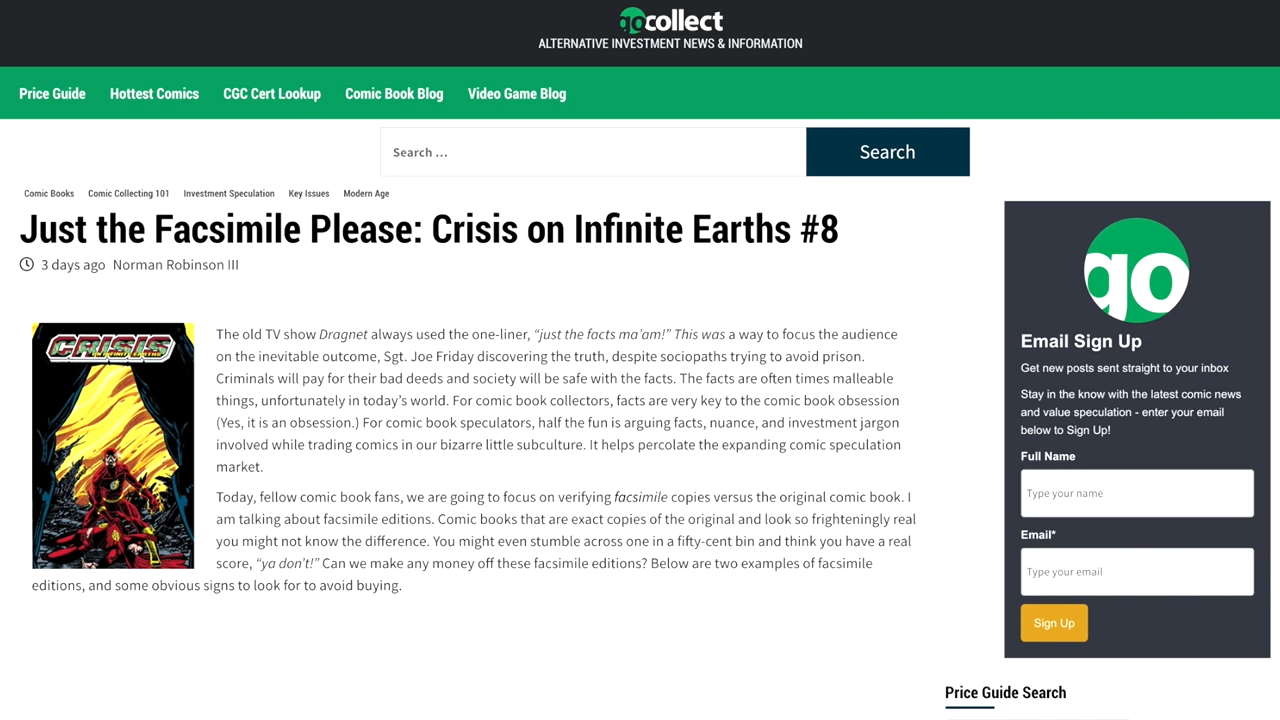 gocollect
ALTERNATIVE INVESTMENT NEWS & INFORMATION
Price Guide Hottest Comics CGC Cert Lookup Comic Book Blog Video Game Blog
Search ... Search
Comic Books Comic Collecting 101 Investment Speculation Key Issues Modern Age
Just the Facsimile Please: Crisis on Infinite Earths #8
3 days ago Norman Robinson III
CRISIS
ON INFINITE EARTHS
The old TV show Dragnet always used the one-liner, “just the facts ma’am!” This was a way to focus the audience
on the inevitable outcome, Sgt. Joe Friday discovering the truth, despite sociopaths trying to avoid prison.
Criminals will pay for their bad deeds and society will be safe with the facts. The facts are often times malleable
things, unfortunately in today’s world. For comic book collectors, facts are very key to the comic book obsession
(Yes, it is an obsession.) For comic book speculators, half the fun is arguing facts, nuance, and investment jargon
involved while trading comics in our bizarre little subculture. It helps percolate the expanding comic speculation
market.
Today, fellow comic book fans, we are going to focus on verifying facsimile copies versus the original comic book. I
am talking about facsimile editions. Comic books that are exact copies of the original and look so frighteningly real
you might not know the difference. You might even stumble across one in a fifty-cent bin and think you have a real
score, “ya don’t!” Can we make any money off these facsimile editions? Below are two examples of facsimile
editions, and some obvious signs to look for to avoid buying.
go
Email Sign Up
Get new posts sent straight to your inbox
Stay in the know with the latest comic news
and value speculation - enter your email
below to Sign Up!
Full Name
Type your name
Email*
Type your email
Sign Up
Price Guide Search